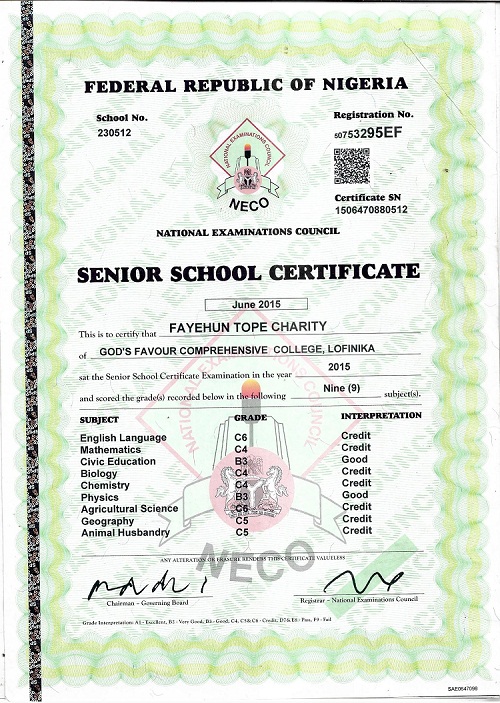 FEDERAL REPUBLIC OF NIGERIA
School No.
230512
Registration No.
50753295EF
NATIONAL EXAMINATIONS COUNCIL
NECO
Certificate SN
1506470880512
NATIONAL EXAMINATIONS COUNCIL
SENIOR SCHOOL CERTIFICATE
June 2015
This is to certify that FAYEHUN TOPE CHARITY
of GOD'S FAVOUR COMPREHENSIVE COLLEGE, LOFINIKA
sat the Senior School Certificate Examination in the year 2015
and scored the grade(s) recorded below in the following Nine (9) subject(s).
SUBJECT GRADE INTERPRETATION
English Language C6 Credit
Mathematics C4 Credit
Civic Education B3 Good
Biology C4 Credit
Chemistry C4 Credit
Physics B3 Good
Agricultural Science C6 Credit
Geography C5 Credit
Animal Husbandry C5 Credit
NECO
ANY ALTERATION OR ERASURE RENDERS THIS CERTIFICATE VALUELESS
Chairman - Governing Board
Registrar - National Examinations Council
Grade Interpretation: A1 - Excellent, B2 - Very Good, B3 - Good, C4, C5 & C6 - Credit, D7 & E8 - Pass, F9 - Fail
SAE0647098